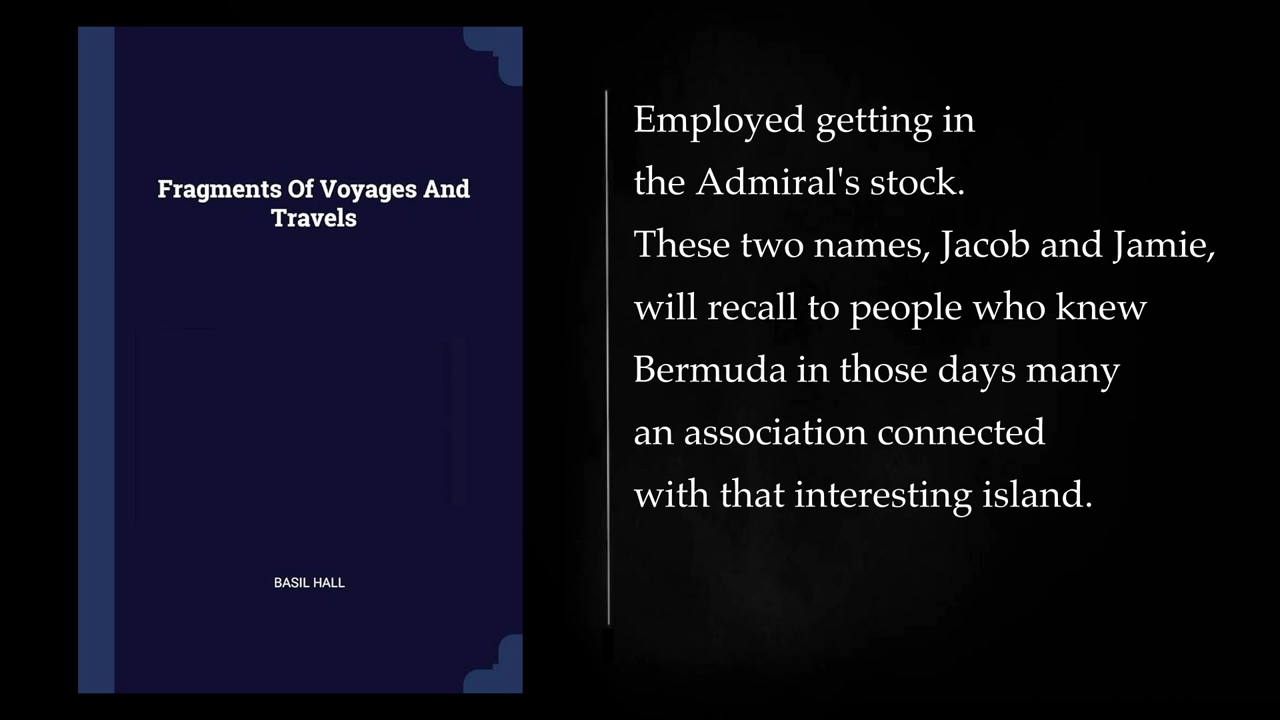 Fragments Of Voyages And
Travels
BASIL HALL
Employed getting in
the Admiral's stock.
These two names, Jacob and Jamie,
will recall to people who knew
Bermuda in those days many
an association connected
with that interesting island.